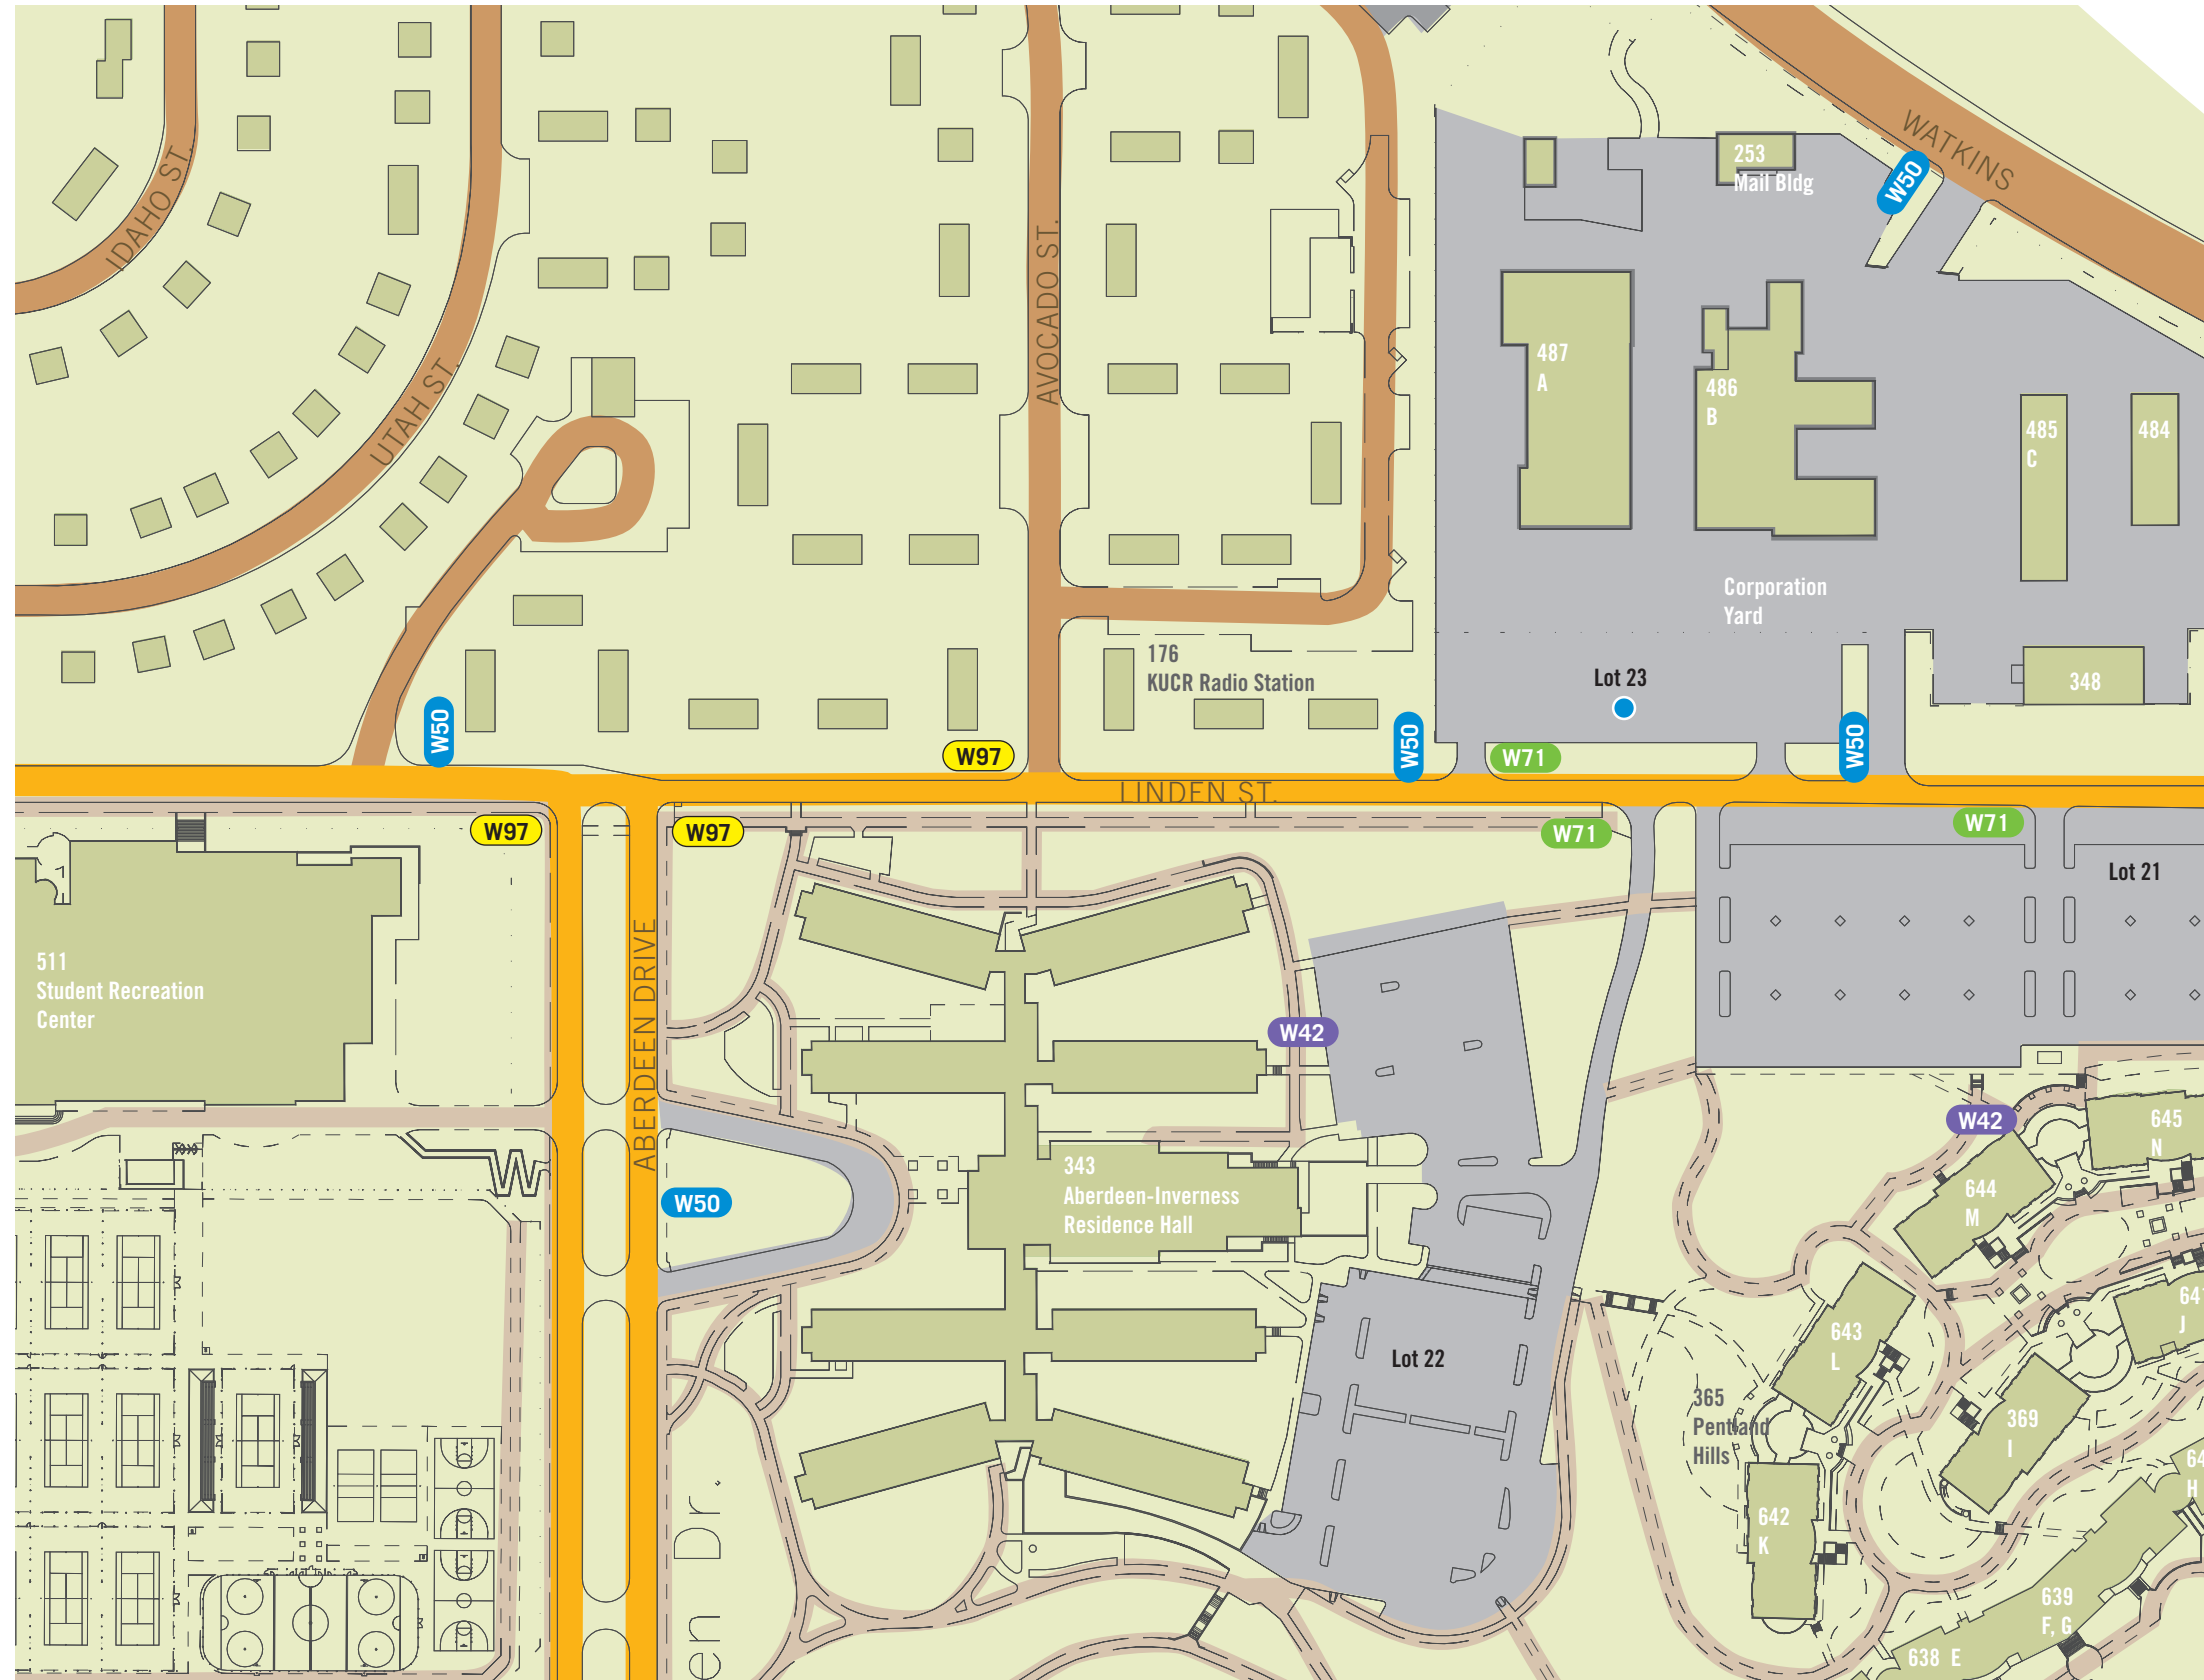 WATKINS
253
Mail Bldg
W50
IDAHO ST.
AVOCADO ST.
UTAH ST.
487
A
486
B
485
C
484
Corporation
Yard
176
KUCR Radio Station
Lot 23
348
W50
W50
W50
W97
W71
LINDEN ST.
W97
W97
W71
W71
Lot 21
511
Student Recreation
Center
ABERDEEN DRIVE
W42
W42
645
N
343
Aberdeen-Inverness
Residence Hall
W50
644
M
J
643
L
Lot 22
365
Pentland
Hills
369
I
H
642
K
639
F, G
638 E
en Dr.